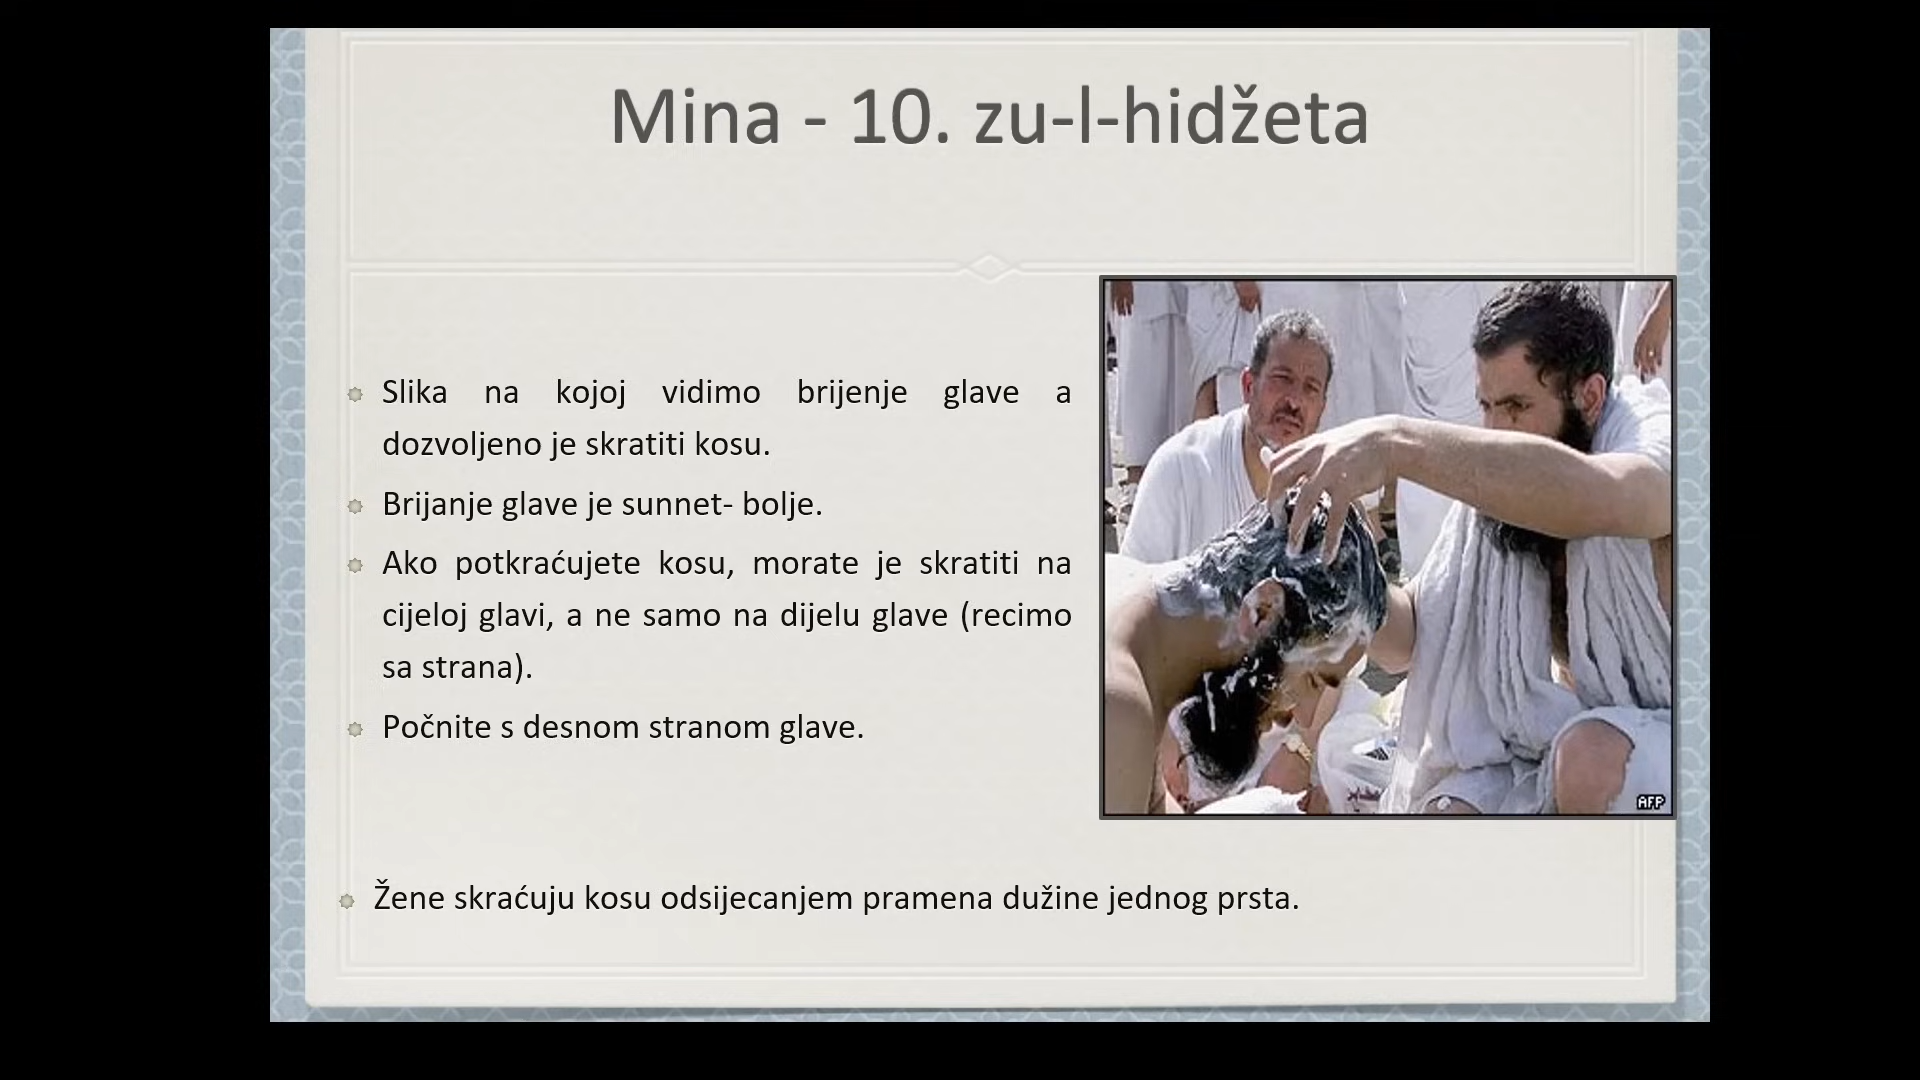 Mina - 10. zu-l-hidžeta
Slika na kojoj vidimo brijenje glave a
dozvoljeno je skratiti kosu.
Brijanje glave je sunnet- bolje.
Ako potkraćujete kosu, morate je skratiti na
cijeloj glavi, a ne samo na dijelu glave (recimo
sa strana).
Počnite s desnom stranom glave.
AFP
Žene skraćuju kosu odsijecanjem pramena dužine jednog prsta.